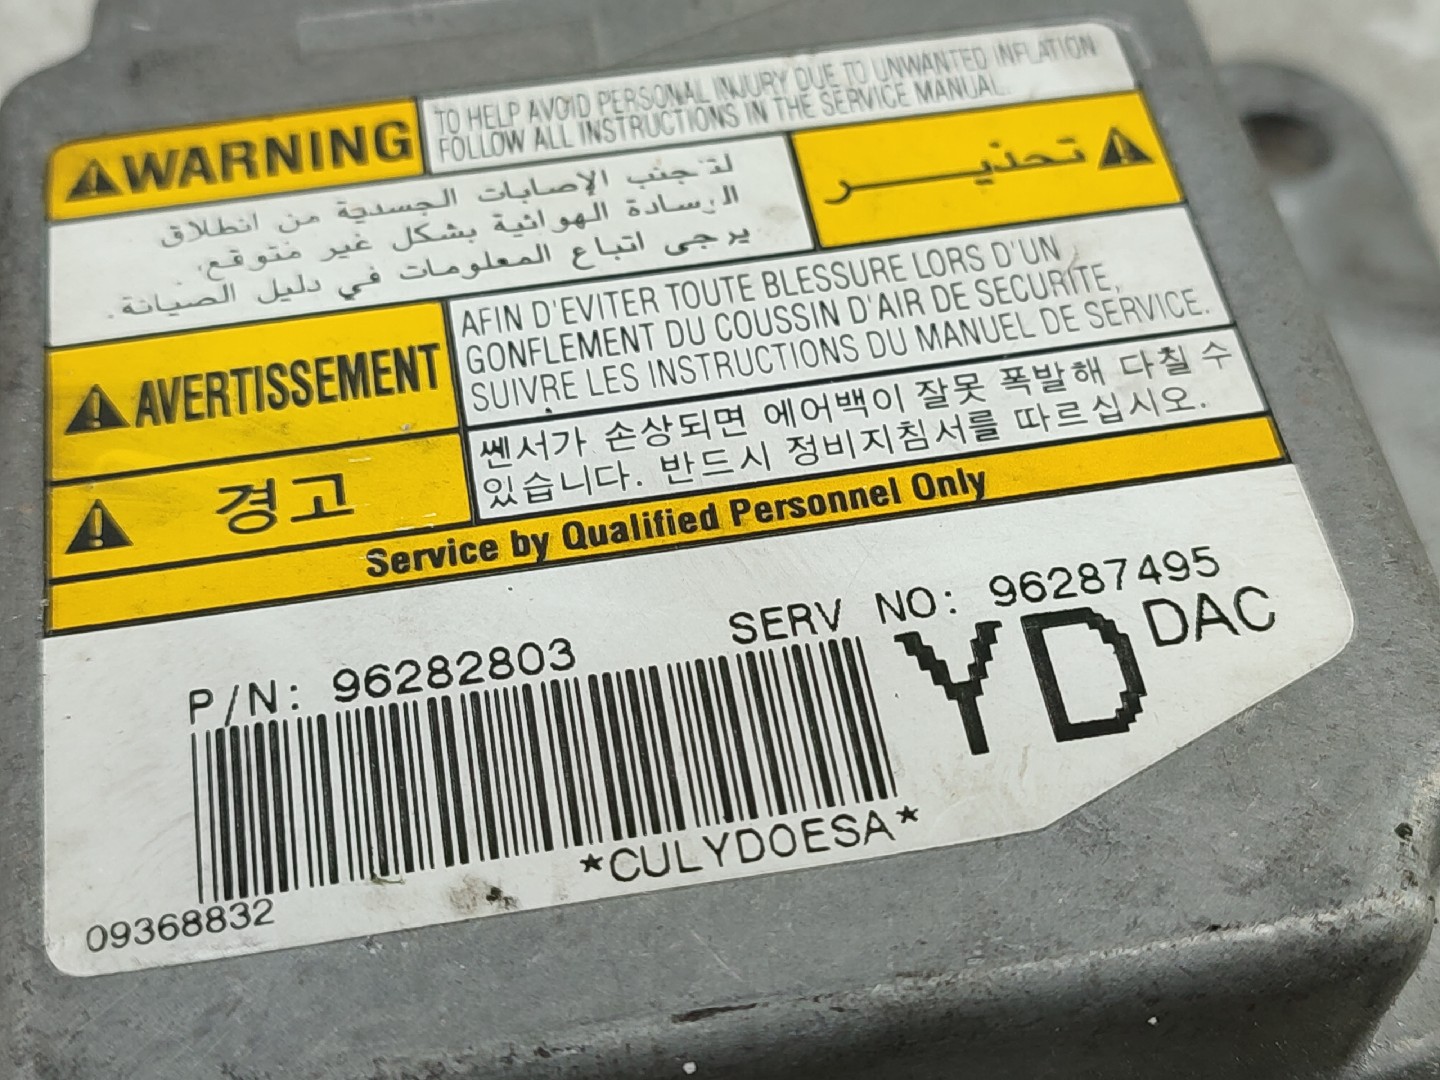 WARNING
TO HELP AVOID PERSONAL INJURY DUE TO UNWANTED INFLATION
FOLLOW ALL INSTRUCTIONS IN THE SERVICE MANUAL.
تحذيـــــــر
لتجنب الإصابات الجسدية من انطلاق
الوسادة الهوائية بشكل غير متوقع،
يرجى اتباع المعلومات في دليل الصيانة.
AVERTISSEMENT
AFIN D'EVITER TOUTE BLESSURE LORS D'UN
GONFLEMENT DU COUSSIN D'AIR DE SECURITE,
SUIVRE LES INSTRUCTIONS DU MANUEL DE SERVICE.
경고
쎈서가 손상되면 에어백이 잘못 폭발해 다칠 수
있습니다. 반드시 정비지침서를 따르십시오.
Service by Qualified Personnel Only
SERV NO: 96287495
P/N: 96282803
YD DAC
*CULYDOESA*
09368832